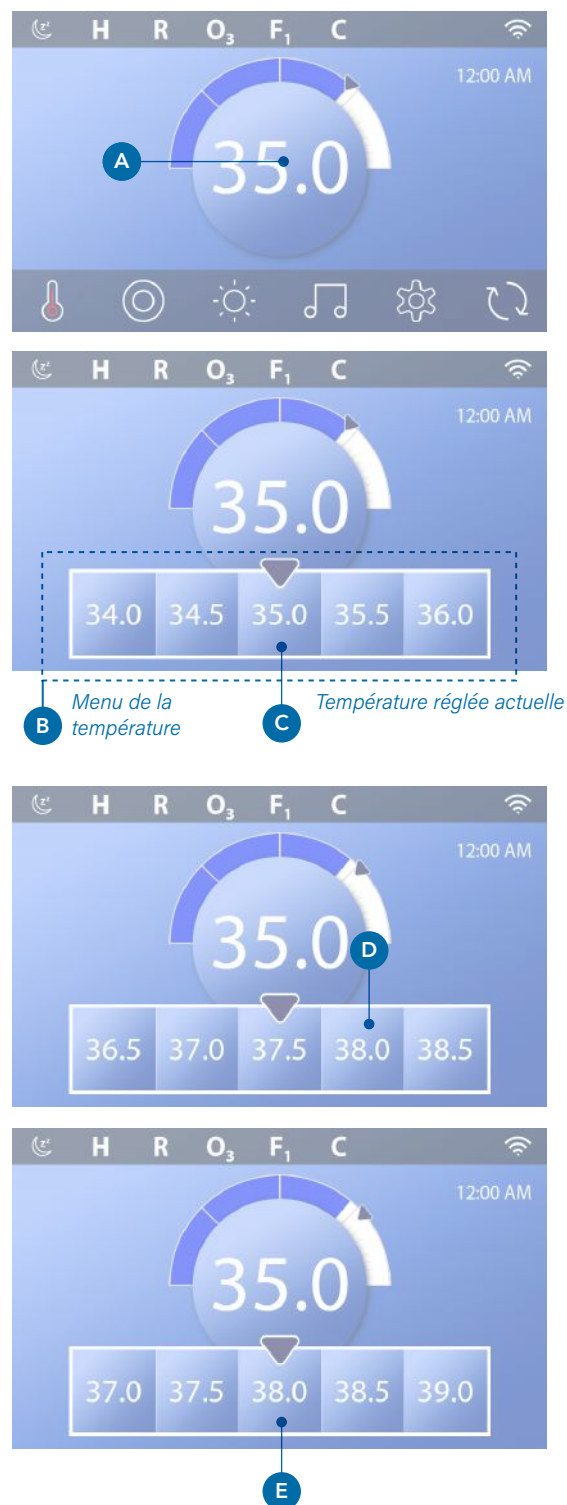 H R O₃ F₁ C
12:00 AM
A
35.0
H R O₃ F₁ C
12:00 AM
35.0
34.0 34.5 35.0 35.5 36.0
B
Menu de la
température
C
Température réglée actuelle
H R O₃ F₁ C
12:00 AM
35.0
D
36.5 37.0 37.5 38.0 38.5
H R O₃ F₁ C
12:00 AM
35.0
37.0 37.5 38.0 38.5 39.0
E